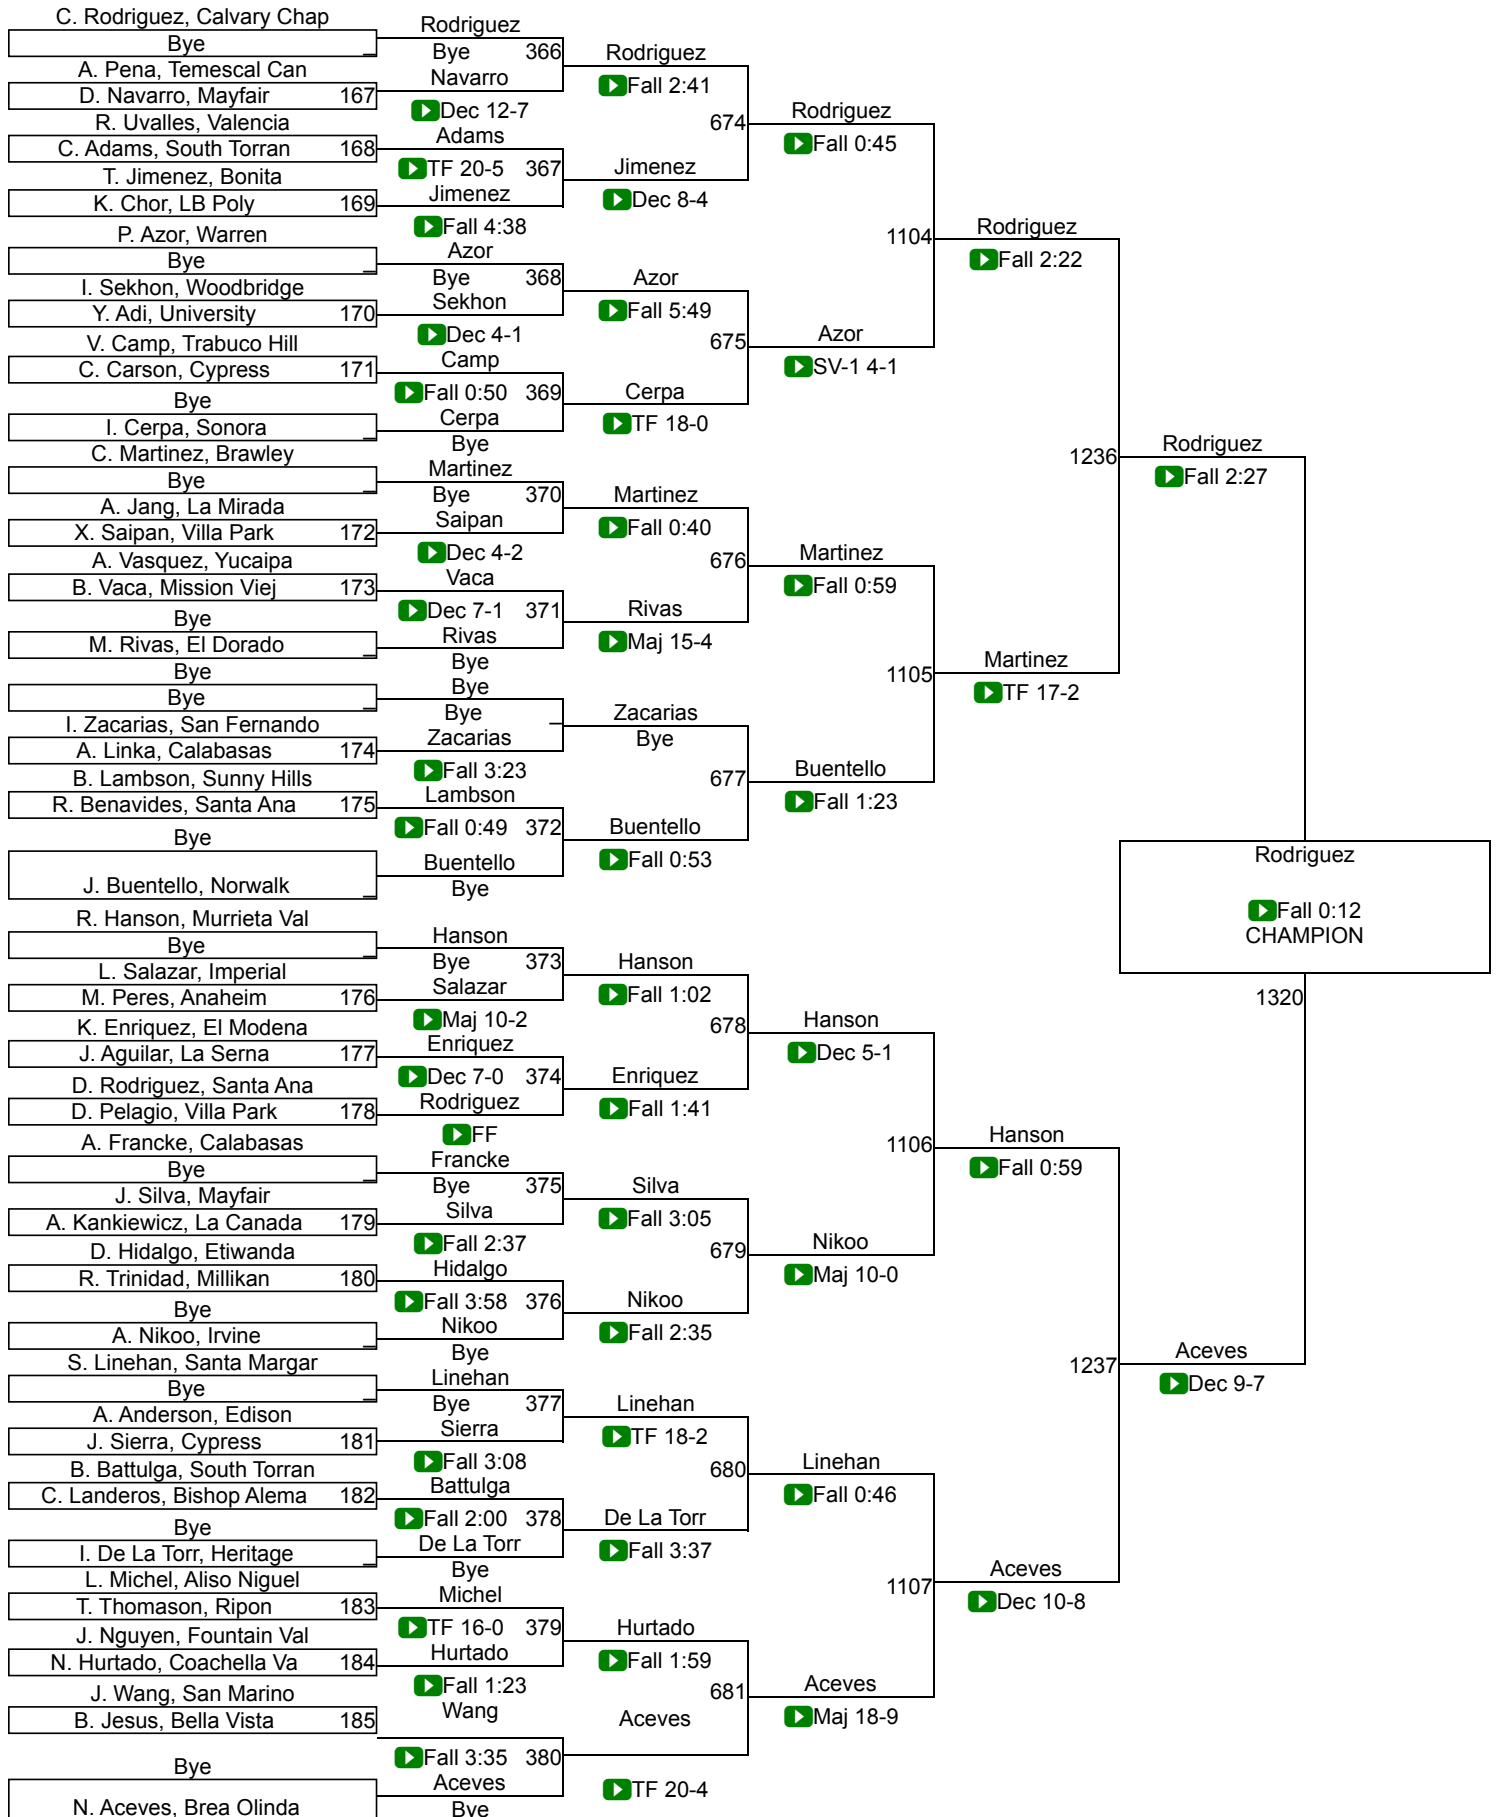 C. Rodriguez, Calvary Chap
Bye _
A. Pena, Temescal Can
D. Navarro, Mayfair 167
R. Uvalles, Valencia
C. Adams, South Torran 168
T. Jimenez, Bonita
K. Chor, LB Poly 169
P. Azor, Warren
Bye _
I. Sekhon, Woodbridge
Y. Adi, University 170
V. Camp, Trabuco Hill
C. Carson, Cypress 171
Bye
I. Cerpa, Sonora _
C. Martinez, Brawley
Bye _
A. Jang, La Mirada
X. Saipan, Villa Park 172
A. Vasquez, Yucaipa
B. Vaca, Mission Viej 173
Bye
M. Rivas, El Dorado _
Bye
Bye _
I. Zacarias, San Fernando
A. Linka, Calabasas 174
B. Lambson, Sunny Hills
R. Benavides, Santa Ana 175
Bye
J. Buentello, Norwalk _
R. Hanson, Murrieta Val
Bye _
L. Salazar, Imperial
M. Peres, Anaheim 176
K. Enriquez, El Modena
J. Aguilar, La Serna 177
D. Rodriguez, Santa Ana
D. Pelagio, Villa Park 178
A. Francke, Calabasas
Bye _
J. Silva, Mayfair
A. Kankiewicz, La Canada 179
D. Hidalgo, Etiwanda
R. Trinidad, Millikan 180
Bye
A. Nikoo, Irvine _
S. Linehan, Santa Margar
Bye _
A. Anderson, Edison
J. Sierra, Cypress 181
B. Battulga, South Torran
C. Landeros, Bishop Alema 182
Bye
I. De La Torr, Heritage _
L. Michel, Aliso Niguel
T. Thomason, Ripon 183
J. Nguyen, Fountain Val
N. Hurtado, Coachella Va 184
J. Wang, San Marino
B. Jesus, Bella Vista 185
Bye
N. Aceves, Brea Olinda
Rodriguez
Bye 366
Navarro
Dec 12-7
Adams
TF 20-5 367
Jimenez
Fall 4:38
Azor
Bye 368
Sekhon
Dec 4-1
Camp
Fall 0:50 369
Cerpa
Bye
Martinez
Bye 370
Saipan
Dec 4-2
Vaca
Dec 7-1 371
Rivas
Bye
Bye
Bye _
Zacarias
Fall 3:23
Lambson
Fall 0:49 372
Buentello
Bye
Hanson
Bye 373
Salazar
Maj 10-2
Enriquez
Dec 7-0 374
Rodriguez
FF
Francke
Bye 375
Silva
Fall 2:37
Hidalgo
Fall 3:58 376
Nikoo
Bye
Linehan
Bye 377
Sierra
Fall 3:08
Battulga
Fall 2:00 378
De La Torr
Bye
Michel
TF 16-0 379
Hurtado
Fall 1:23
Wang
Fall 3:35 380
Aceves
Bye
Rodriguez
Fall 2:41
674
Jimenez
Dec 8-4
Azor
Fall 5:49
675
Cerpa
TF 18-0
Martinez
Fall 0:40
676
Rivas
Maj 15-4
Zacarias
Bye
677
Buentello
Fall 0:53
Hanson
Fall 1:02
678
Enriquez
Fall 1:41
Silva
Fall 3:05
679
Nikoo
Fall 2:35
Linehan
TF 18-2
680
De La Torr
Fall 3:37
Hurtado
Fall 1:59
681
Aceves
TF 20-4
Rodriguez
Fall 0:45
1104
Azor
SV-1 4-1
Martinez
Fall 0:59
1105
Buentello
Fall 1:23
Hanson
Dec 5-1
1106
Nikoo
Maj 10-0
Linehan
Fall 0:46
1107
Aceves
Maj 18-9
Rodriguez
Fall 2:22
1236
Martinez
TF 17-2
Hanson
Fall 0:59
1237
Aceves
Dec 10-8
Rodriguez
Fall 2:27
Rodriguez
Fall 0:12
CHAMPION
1320
Aceves
Dec 9-7